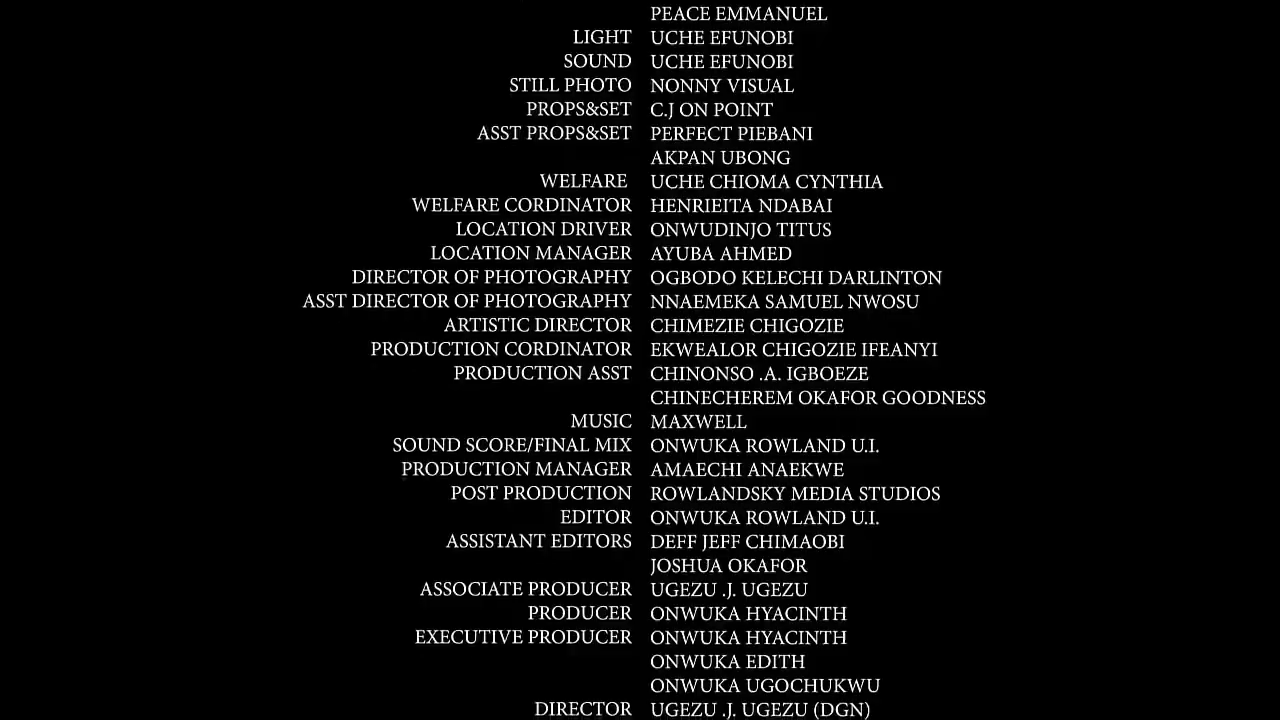 PEACE EMMANUEL
LIGHT UCHE EFUNOBI
SOUND UCHE EFUNOBI
STILL PHOTO NONNY VISUAL
PROPS&SET C.J ON POINT
ASST PROPS&SET PERFECT PIEBANI
AKPAN UBONG
WELFARE UCHE CHIOMA CYNTHIA
WELFARE CORDINATOR HENRIEITA NDABAI
LOCATION DRIVER ONWUDINJO TITUS
LOCATION MANAGER AYUBA AHMED
DIRECTOR OF PHOTOGRAPHY OGBODO KELECHI DARLINTON
ASST DIRECTOR OF PHOTOGRAPHY NNAEMEKA SAMUEL NWOSU
ARTISTIC DIRECTOR CHIMEZIE CHIGOZIE
PRODUCTION CORDINATOR EKWEALOR CHIGOZIE IFEANYI
PRODUCTION ASST CHINONSO .A. IGBOEZE
CHINECHEREM OKAFOR GOODNESS
MUSIC MAXWELL
SOUND SCORE/FINAL MIX ONWUKA ROWLAND U.I.
PRODUCTION MANAGER AMAECHI ANAEKWE
POST PRODUCTION ROWLANDSKY MEDIA STUDIOS
EDITOR ONWUKA ROWLAND U.I.
ASSISTANT EDITORS DEFF JEFF CHIMAOBI
JOSHUA OKAFOR
ASSOCIATE PRODUCER UGEZU .J. UGEZU
PRODUCER ONWUKA HYACINTH
EXECUTIVE PRODUCER ONWUKA HYACINTH
ONWUKA EDITH
ONWUKA UGOCHUKWU
DIRECTOR UGEZU .J. UGEZU (DGN)